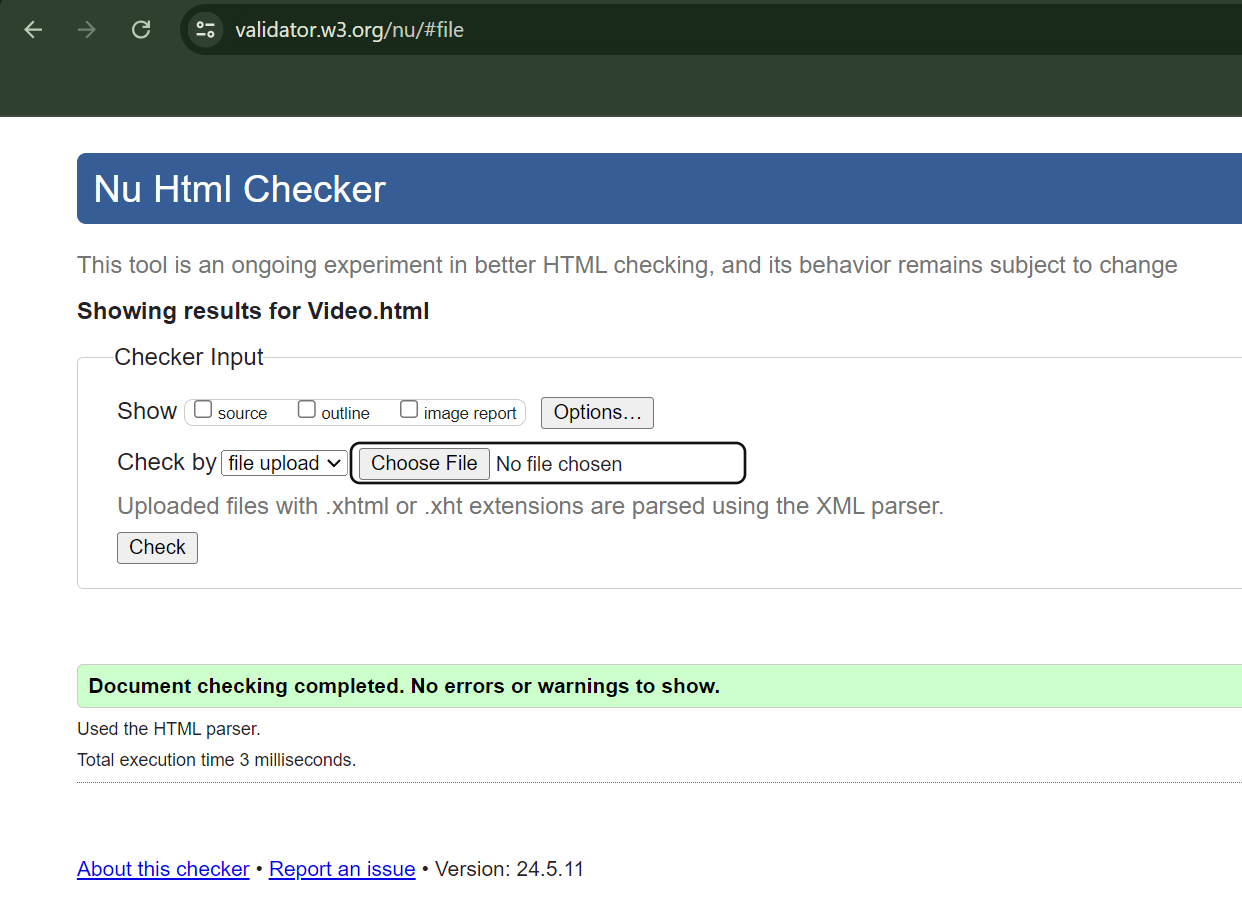 validator.w3.org/nu/#file
Nu Html Checker
This tool is an ongoing experiment in better HTML checking, and its behavior remains subject to change
Showing results for Video.html
Checker Input
Show source outline image report Options…
Check by file upload Choose File No file chosen
Uploaded files with .xhtml or .xht extensions are parsed using the XML parser.
Check
Document checking completed. No errors or warnings to show.
Used the HTML parser.
Total execution time 3 milliseconds.
About this checker • Report an issue • Version: 24.5.11